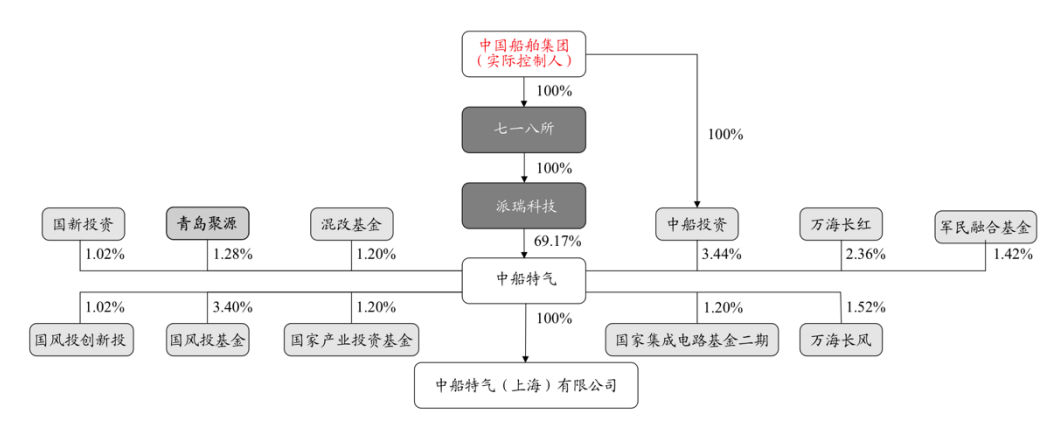 中国船舶集团
（实际控制人）
100%
七一八所
100%
100%
派瑞科技
国新投资
青岛聚源
混改基金
中船投资
万海长红
军民融合基金
69.17%
1.02%
1.28%
1.20%
3.44%
2.36%
1.42%
中船特气
1.02%
3.40%
1.20%
1.20%
1.52%
100%
国风投创新投
国风投基金
国家产业投资基金
国家集成电路基金二期
万海长风
中船特气（上海）有限公司